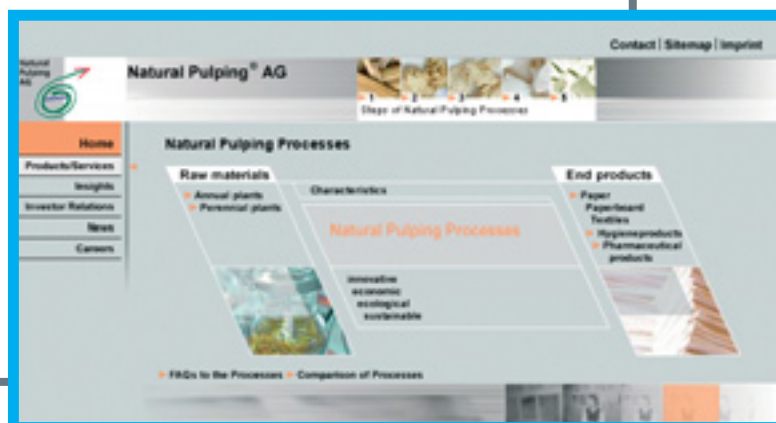 Contact | Sitemap | Imprint
Natural
Pulping
AG
Natural Pulping® AG
1 2 3 4 5
Steps of Natural Pulping Processes
Home
Products/Services
Insights
Investor Relations
News
Careers
Natural Pulping Processes
Raw materials
Annual plants
Perennial plants
Characteristics
Natural Pulping Processes
innovative
economic
ecological
sustainable
End products
Paper
Paperboard
Textiles
Hygieneproducts
Pharmaceutical
products
FAQs to the Processes
Comparison of Processes